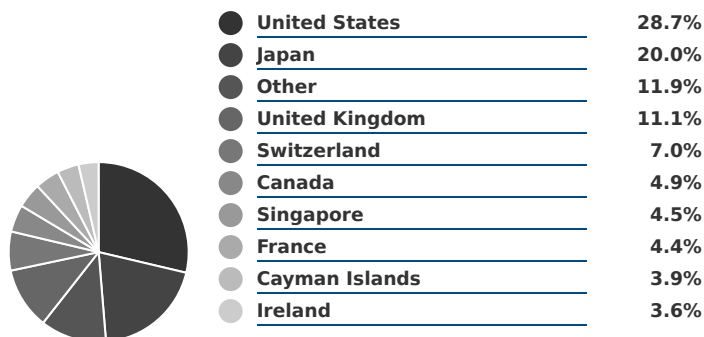 United States 28.7%
Japan 20.0%
Other 11.9%
United Kingdom 11.1%
Switzerland 7.0%
Canada 4.9%
Singapore 4.5%
France 4.4%
Cayman Islands 3.9%
Ireland 3.6%